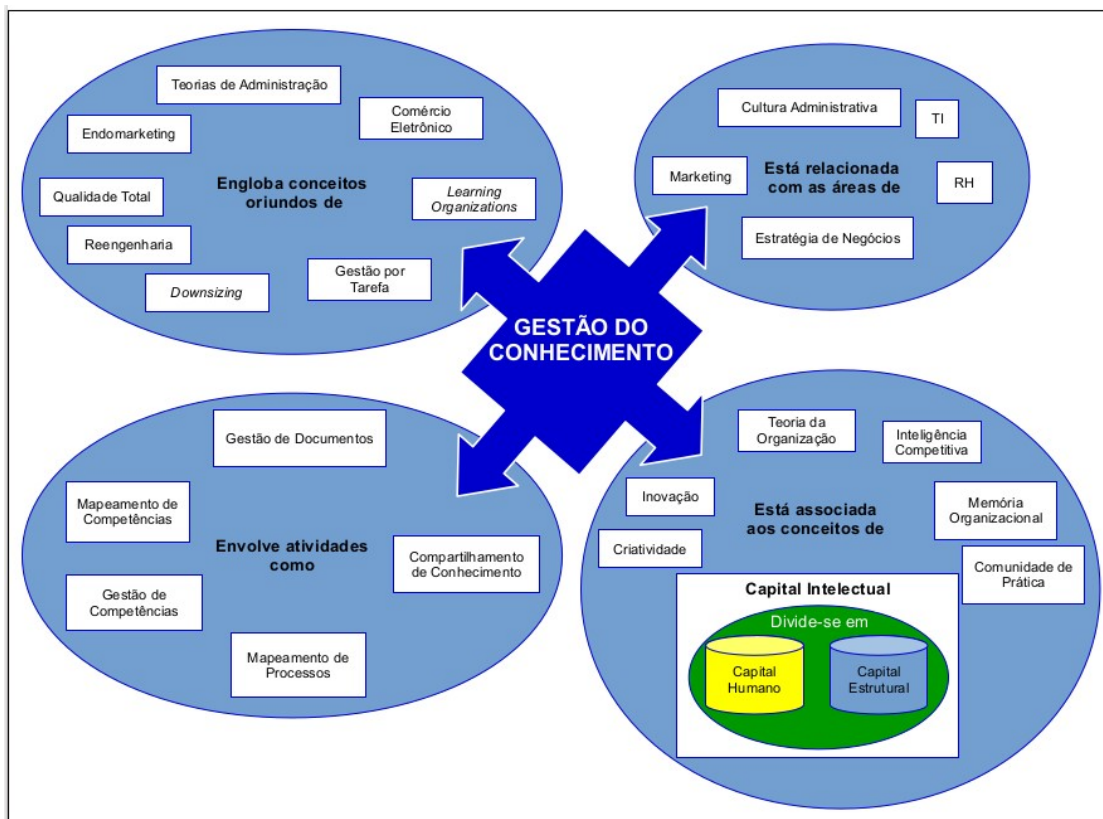 Teorias de Administração
Comércio
Eletrônico
Endomarketing
Engloba conceitos
oriundos de
Qualidade Total
Learning
Organizations
Reengenharia
Gestão por
Tarefa
Downsizing
Cultura Administrativa
TI
Marketing
Está relacionada
com as áreas de
RH
Estratégia de Negócios
GESTÃO DO
CONHECIMENTO
Gestão de Documentos
Mapeamento de
Competências
Envolve atividades
como
Compartilhamento
de Conhecimento
Gestão de
Competências
Mapeamento de
Processos
Teoria da
Organização
Inteligência
Competitiva
Inovação
Está associada
aos conceitos de
Memória
Organizacional
Criatividade
Comunidade de
Prática
Capital Intelectual
Divide-se em
Capital
Humano
Capital
Estrutural